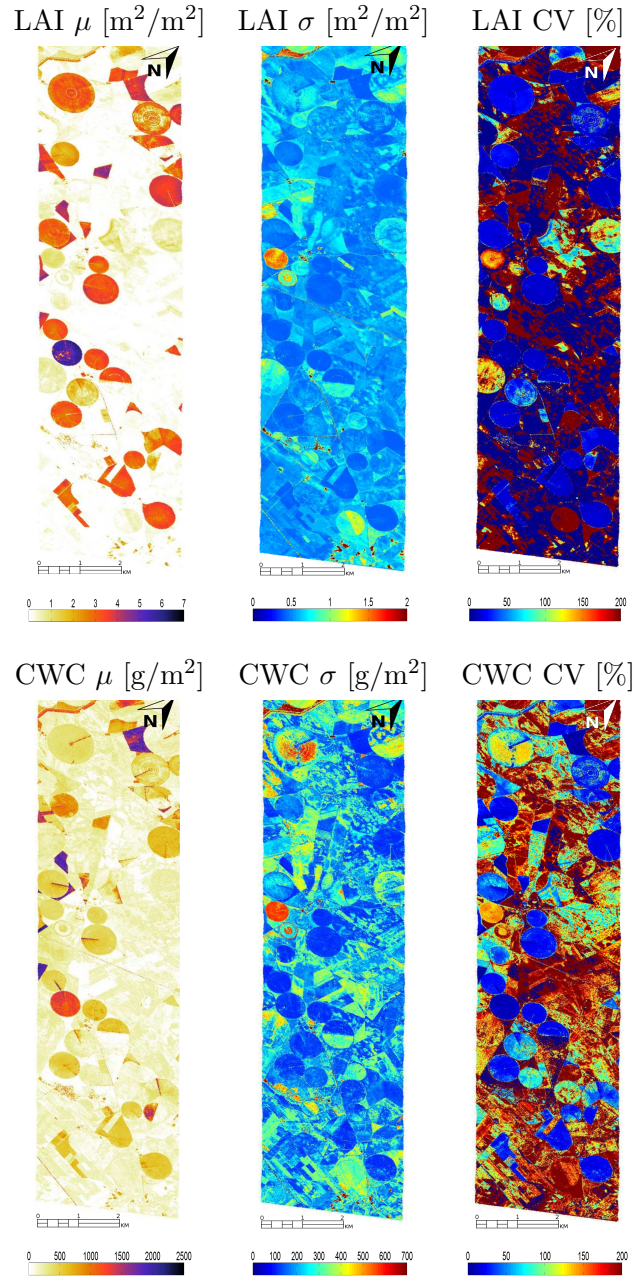 LAI μ [m²/m²] LAI σ [m²/m²] LAI CV [%]
N N N
0 1 2 0 1 2 0 1 2
KM KM KM
0 1 2 3 4 5 6 7 0 0.5 1 1.5 2 0 50 100 150 200
CWC μ [g/m²] CWC σ [g/m²] CWC CV [%]
N N N
0 1 2 0 1 2 0 1 2
KM KM KM
0 500 1000 1500 2000 2500 0 100 200 300 400 500 600 700 0 50 100 150 200